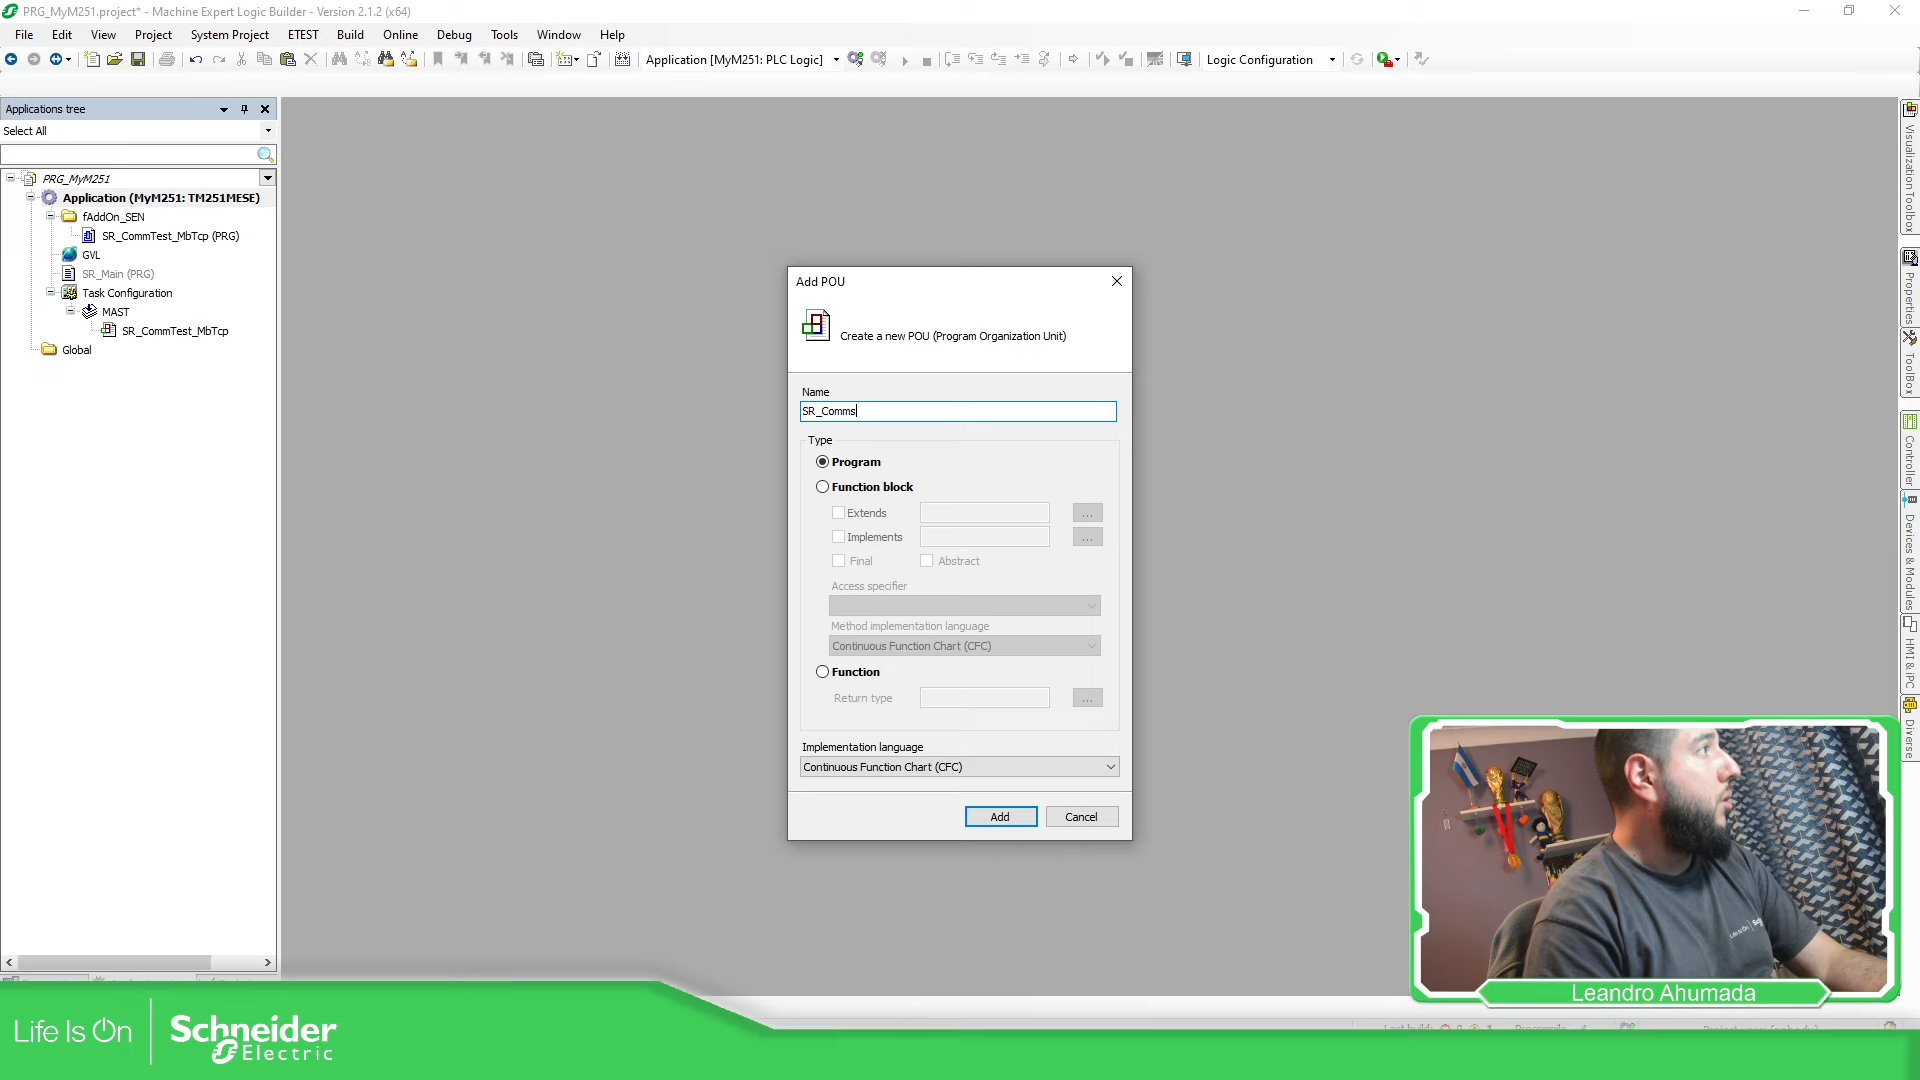 PRG_MyM251.project* - Machine Expert Logic Builder - Version 2.1.2 (x64)
File Edit View Project System Project ETEST Build Online Debug Tools Window Help
Application [MyM251: PLC Logic]
Logic Configuration
Applications tree
Select All
PRG_MyM251
Application (MyM251: TM251MESE)
fAddOn_SEN
SR_CommTest_MbTcp (PRG)
GVL
SR_Main (PRG)
Task Configuration
MAST
SR_CommTest_MbTcp
Global
Add POU
Create a new POU (Program Organization Unit)
Name
SR_Comms
Type
Program
Function block
Extends
...
Implements
...
Final Abstract
Access specifier
Method implementation language
Continuous Function Chart (CFC)
Function
Return type
...
Implementation language
Continuous Function Chart (CFC)
Add Cancel
Visualization Toolbox
Properties
ToolBox
Controller
Devices & Modules
HMI & iPC
Diverse
Leandro Ahumada
Life Is On
Schneider
Electric